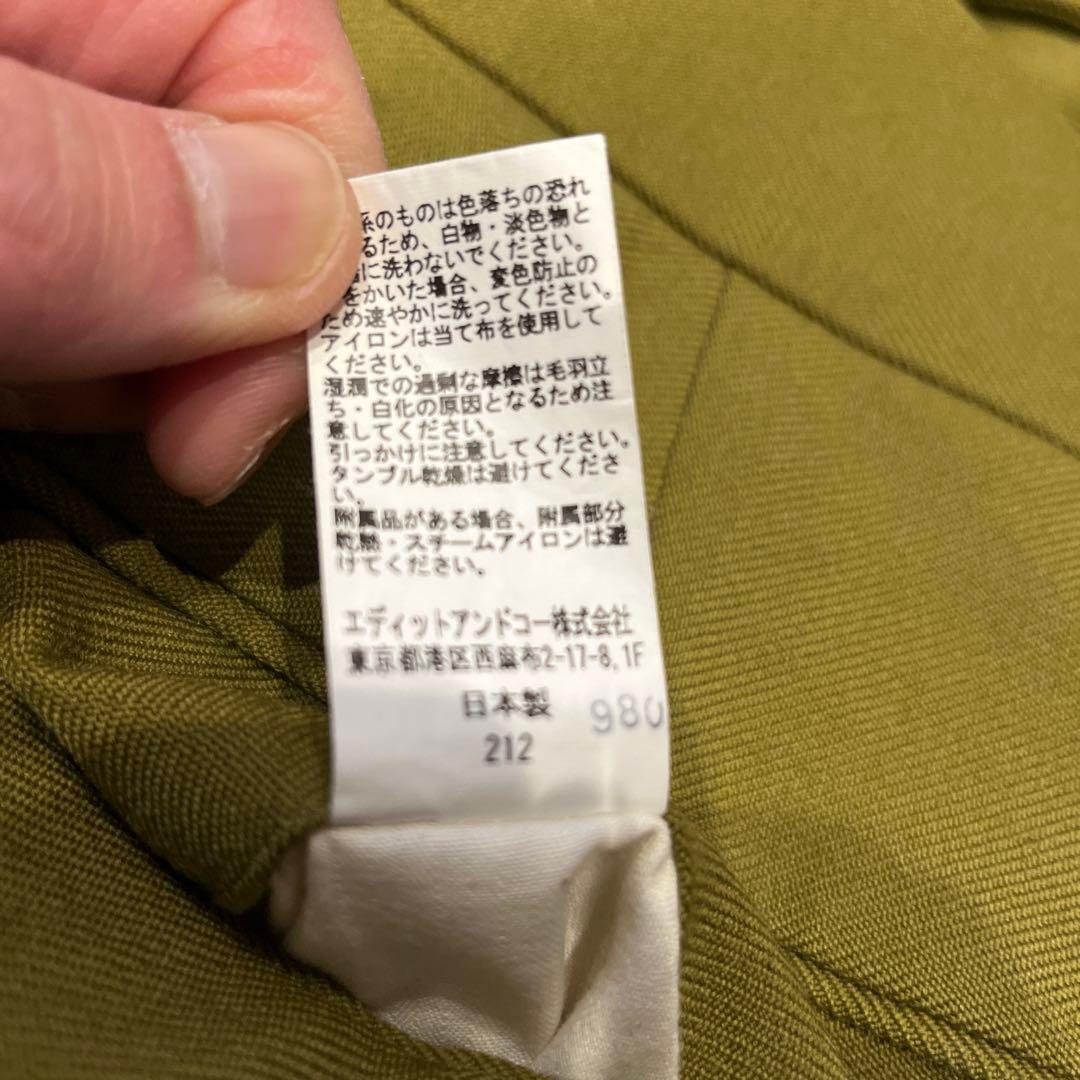 系のものは色落ちの恐れ
るため、白物・淡色物と
に洗わないでください。
をかいた場合、変色防止の
ため速やかに洗ってください。
アイロンは当て布を使用して
ください。
湿潤での過剰な摩擦は毛羽立
ち・白化の原因となるため注
意してください。
引っかけに注意してください。
タンブル乾燥は避けてくださ
い。
附属品がある場合、附属部分
乾熱・スチームアイロンは避
けてください。
エディットアンドコー株式会社
東京都港区西麻布2-17-8,1F
日本製
980
212